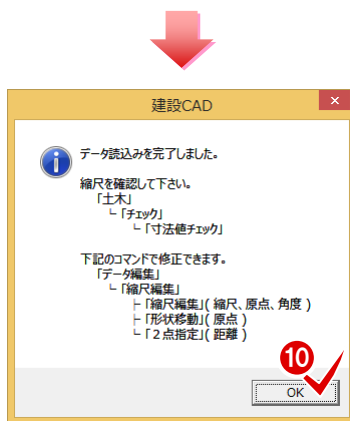 建設CAD
データ読込みを完了しました。
縮尺を確認して下さい。
「土木」
└「チェック」
└「寸法値チェック」
下記のコマンドで修正できます。
「データ編集」
└「縮尺編集」
├「縮尺編集」( 縮尺、原点、角度 )
├「形状移動」( 原点 )
└「２点指定」( 距離 )
⑩
OK